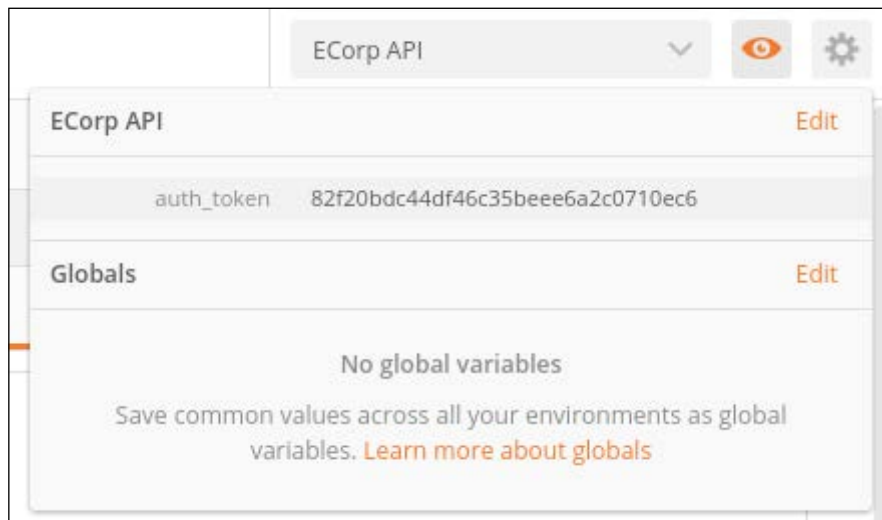 ECorp API
ECorp API Edit
auth_token 82f20bdc44df46c35beee6a2c0710ec6
Globals Edit
No global variables
Save common values across all your environments as global
variables. Learn more about globals